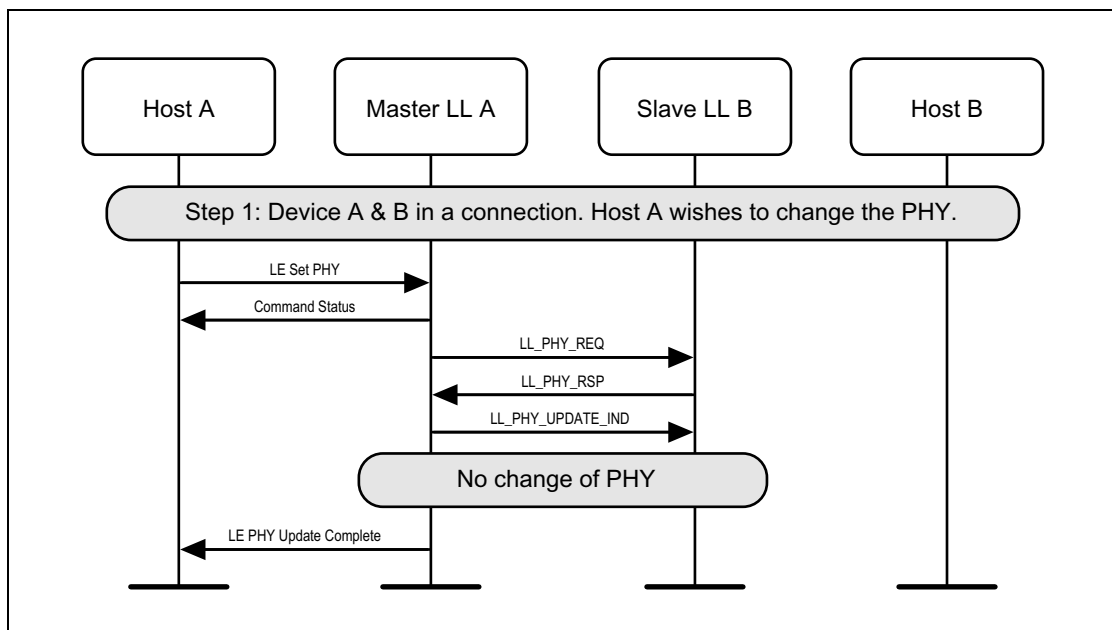 Host A
Master LL A
Slave LL B
Host B
Step 1: Device A & B in a connection. Host A wishes to change the PHY.
LE Set PHY
Command Status
LL_PHY_REQ
LL_PHY_RSP
LL_PHY_UPDATE_IND
No change of PHY
LE PHY Update Complete